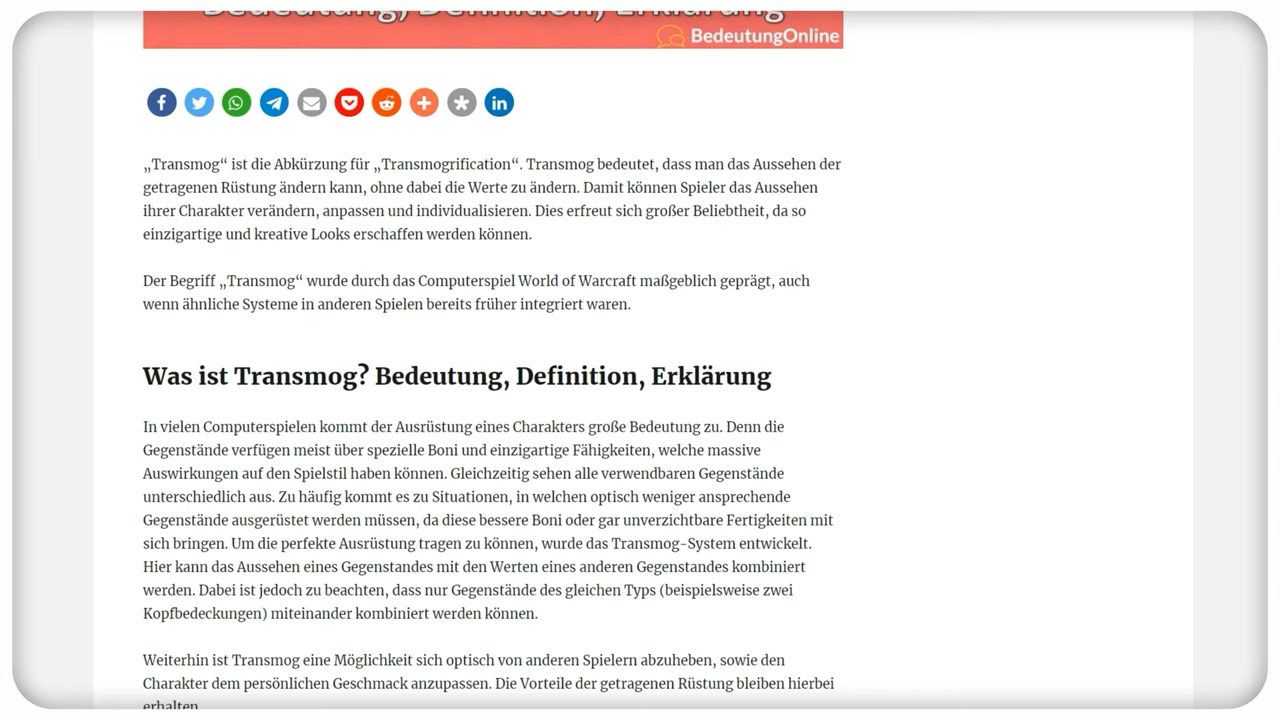 Bedeutung, Definition, Erklärung
BedeutungOnline
„Transmog“ ist die Abkürzung für „Transmogrification“. Transmog bedeutet, dass man das Aussehen der
getragenen Rüstung ändern kann, ohne dabei die Werte zu ändern. Damit können Spieler das Aussehen
ihrer Charakter verändern, anpassen und individualisieren. Dies erfreut sich großer Beliebtheit, da so
einzigartige und kreative Looks erschaffen werden können.
Der Begriff „Transmog“ wurde durch das Computerspiel World of Warcraft maßgeblich geprägt, auch
wenn ähnliche Systeme in anderen Spielen bereits früher integriert waren.
Was ist Transmog? Bedeutung, Definition, Erklärung
In vielen Computerspielen kommt der Ausrüstung eines Charakters große Bedeutung zu. Denn die
Gegenstände verfügen meist über spezielle Boni und einzigartige Fähigkeiten, welche massive
Auswirkungen auf den Spielstil haben können. Gleichzeitig sehen alle verwendbaren Gegenstände
unterschiedlich aus. Zu häufig kommt es zu Situationen, in welchen optisch weniger ansprechende
Gegenstände ausgerüstet werden müssen, da diese bessere Boni oder gar unverzichtbare Fertigkeiten mit
sich bringen. Um die perfekte Ausrüstung tragen zu können, wurde das Transmog-System entwickelt.
Hier kann das Aussehen eines Gegenstandes mit den Werten eines anderen Gegenstandes kombiniert
werden. Dabei ist jedoch zu beachten, dass nur Gegenstände des gleichen Typs (beispielsweise zwei
Kopfbedeckungen) miteinander kombiniert werden können.
Weiterhin ist Transmog eine Möglichkeit sich optisch von anderen Spielern abzuheben, sowie den
Charakter dem persönlichen Geschmack anzupassen. Die Vorteile der getragenen Rüstung bleiben hierbei
erhalten.